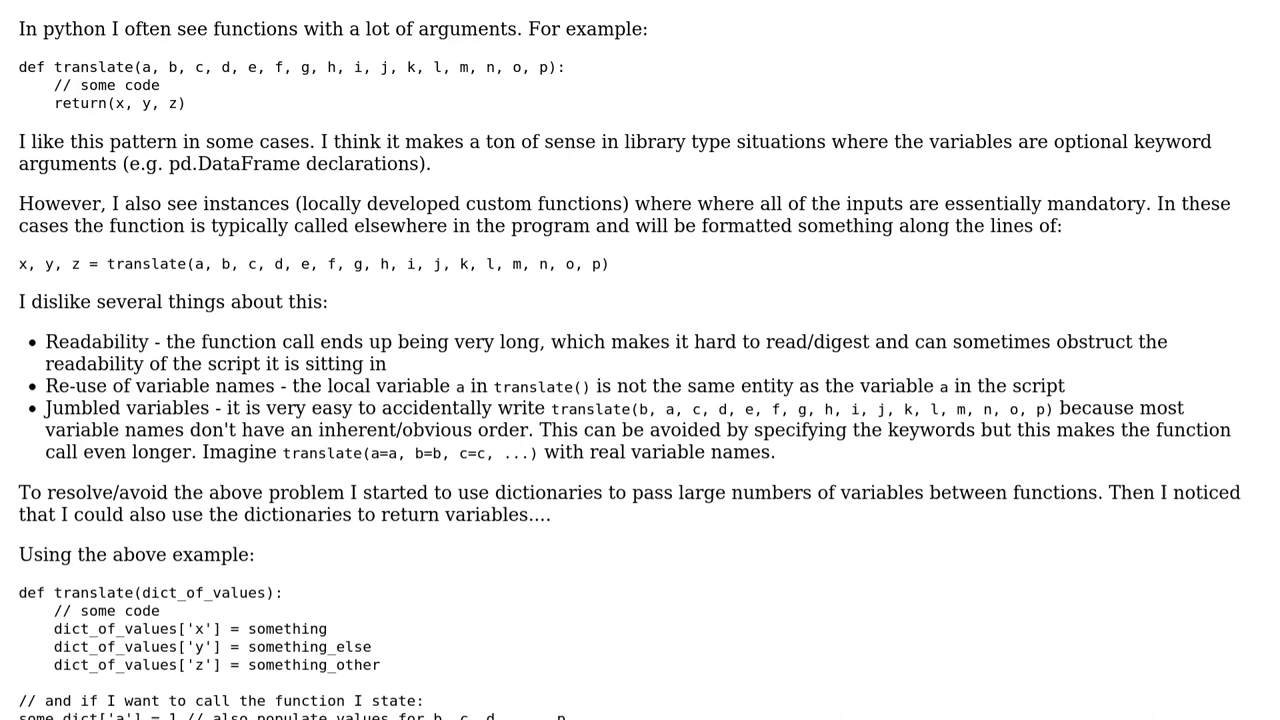 In python I often see functions with a lot of arguments. For example:
def translate(a, b, c, d, e, f, g, h, i, j, k, l, m, n, o, p):
    // some code
    return(x, y, z)
I like this pattern in some cases. I think it makes a ton of sense in library type situations where the variables are optional keyword
arguments (e.g. pd.DataFrame declarations).
However, I also see instances (locally developed custom functions) where where all of the inputs are essentially mandatory. In these
cases the function is typically called elsewhere in the program and will be formatted something along the lines of:
x, y, z = translate(a, b, c, d, e, f, g, h, i, j, k, l, m, n, o, p)
I dislike several things about this:
• Readability - the function call ends up being very long, which makes it hard to read/digest and can sometimes obstruct the
readability of the script it is sitting in
• Re-use of variable names - the local variable a in translate() is not the same entity as the variable a in the script
• Jumbled variables - it is very easy to accidentally write translate(b, a, c, d, e, f, g, h, i, j, k, l, m, n, o, p) because most
variable names don't have an inherent/obvious order. This can be avoided by specifying the keywords but this makes the function
call even longer. Imagine translate(a=a, b=b, c=c, ...) with real variable names.
To resolve/avoid the above problem I started to use dictionaries to pass large numbers of variables between functions. Then I noticed
that I could also use the dictionaries to return variables....
Using the above example:
def translate(dict_of_values):
    // some code
    dict_of_values['x'] = something
    dict_of_values['y'] = something_else
    dict_of_values['z'] = something_other
// and if I want to call the function I state:
some_dict['a'] = 1 // also populate values for b, c, d, ... p